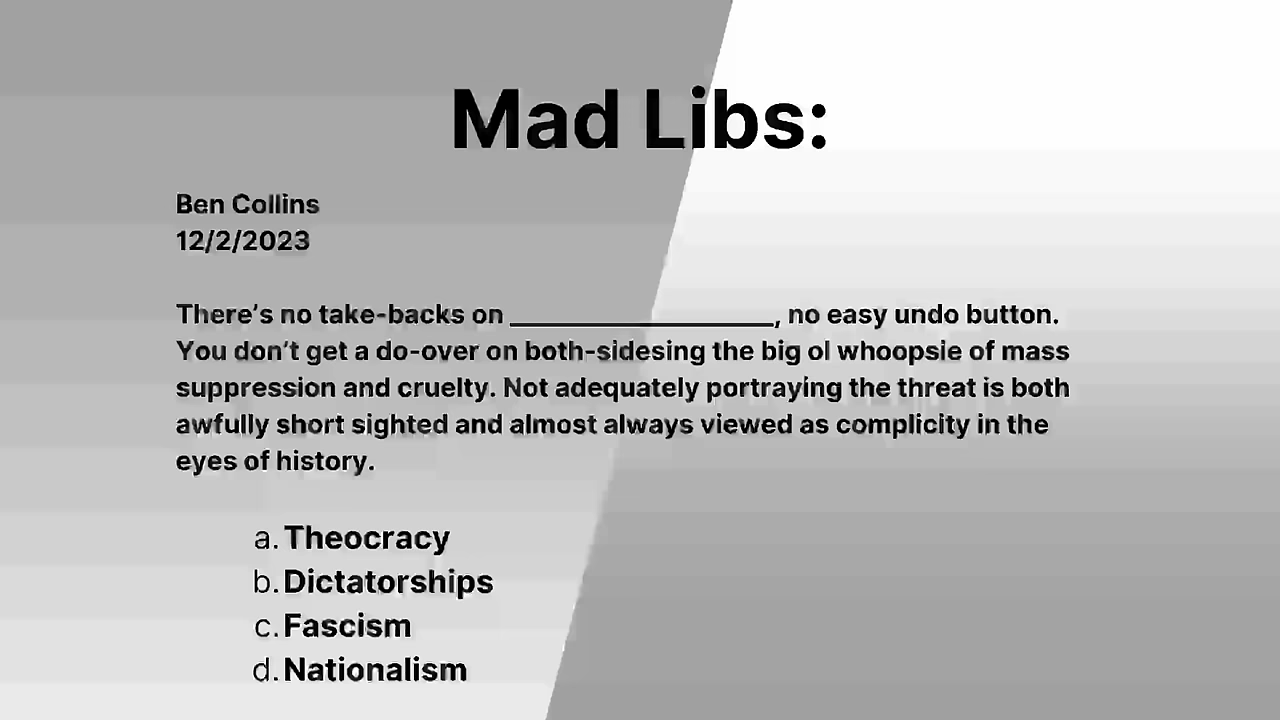 Mad Libs:
Ben Collins
12/2/2023
There’s no take-backs on ___________________, no easy undo button.
You don’t get a do-over on both-sidesing the big ol whoopsie of mass
suppression and cruelty. Not adequately portraying the threat is both
awfully short sighted and almost always viewed as complicity in the
eyes of history.
a. Theocracy
b. Dictatorships
c. Fascism
d. Nationalism